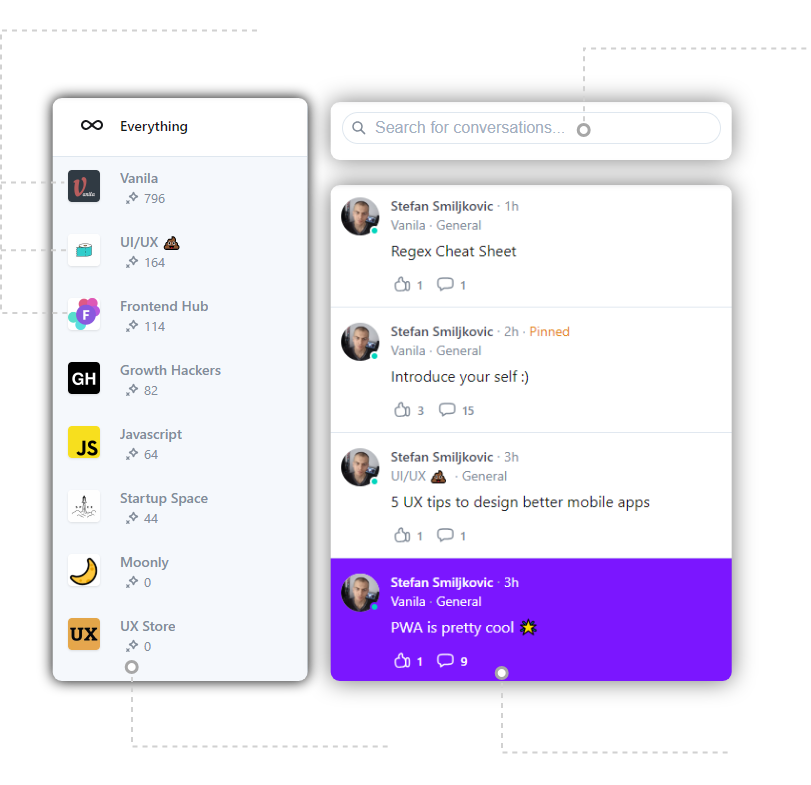 Everything
Vanila
Vanila
796
UI/UX 💩
164
F
Frontend Hub
114
GH
Growth Hackers
82
JS
Javascript
64
Startup Space
44
Moonly
0
UX
UX Store
0
Search for conversations...
Stefan Smiljkovic · 1h
Vanila · General
Regex Cheat Sheet
1 1
Stefan Smiljkovic · 2h · Pinned
Vanila · General
Introduce your self :)
3 15
Stefan Smiljkovic · 3h
UI/UX 💩 · General
5 UX tips to design better mobile apps
1 1
Stefan Smiljkovic · 3h
Vanila · General
PWA is pretty cool 🌟
1 9